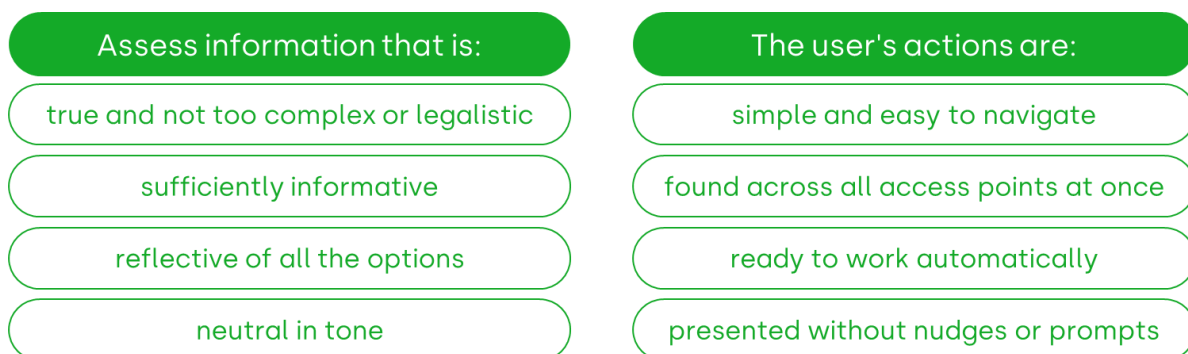 Assess information that is:
true and not too complex or legalistic
sufficiently informative
reflective of all the options
neutral in tone
The user's actions are:
simple and easy to navigate
found across all access points at once
ready to work automatically
presented without nudges or prompts